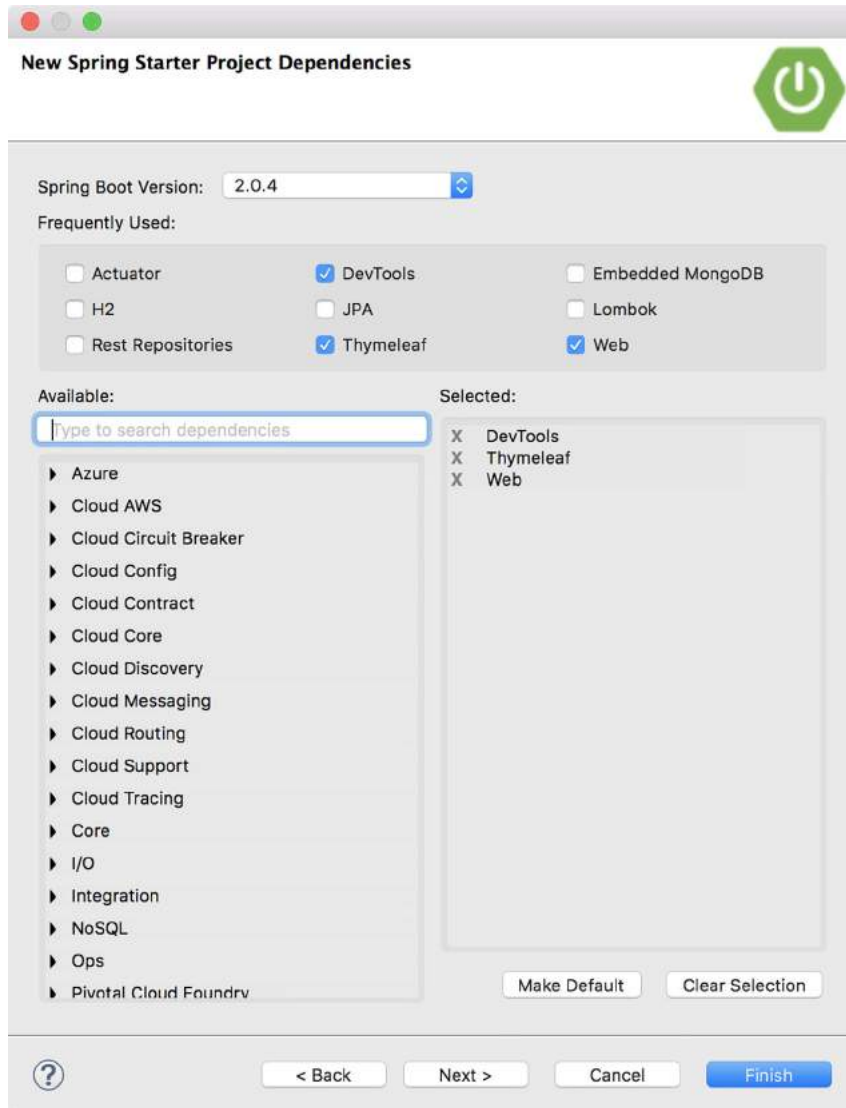 New Spring Starter Project Dependencies
Spring Boot Version: 2.0.4
Frequently Used:
Actuator DevTools Embedded MongoDB
H2 JPA Lombok
Rest Repositories Thymeleaf Web
Available: Selected:
Type to search dependencies
X DevTools
X Thymeleaf
X Web
Azure
Cloud AWS
Cloud Circuit Breaker
Cloud Config
Cloud Contract
Cloud Core
Cloud Discovery
Cloud Messaging
Cloud Routing
Cloud Support
Cloud Tracing
Core
I/O
Integration
NoSQL
Ops
Pivotal Cloud Foundry
Make Default Clear Selection
? < Back Next > Cancel Finish